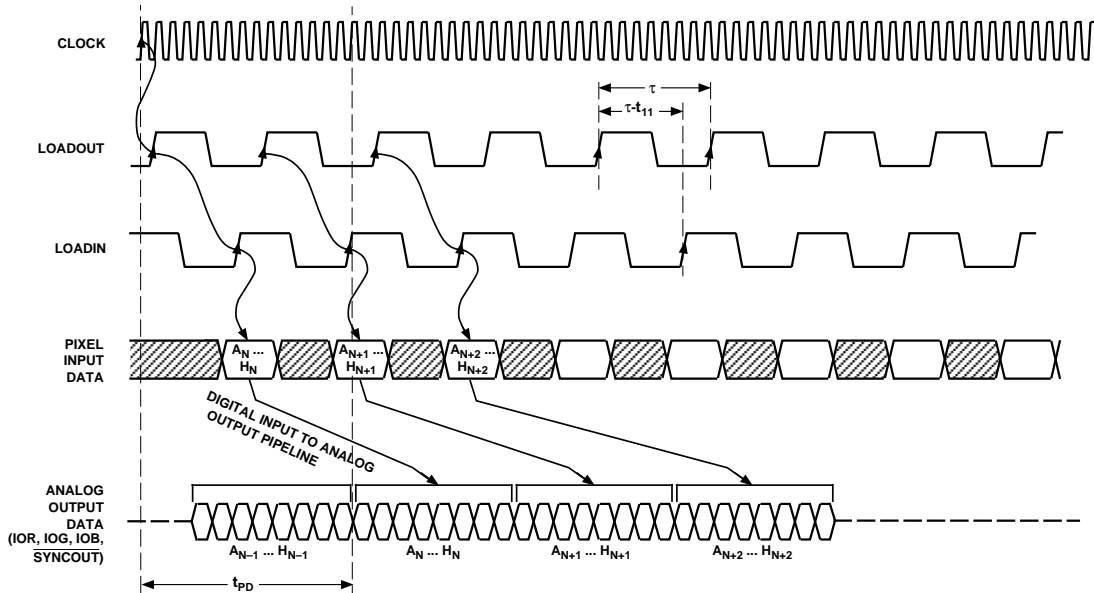 CLOCK
τ
τ-t11
LOADOUT
LOADIN
PIXEL
INPUT
DATA
AN ...
HN
AN+1 ...
HN+1
AN+2 ...
HN+2
DIGITAL INPUT TO ANALOG
OUTPUT PIPELINE
ANALOG
OUTPUT
DATA
(IOR, IOG, IOB,
SYNCOUT)
AN–1 ... HN–1
AN ... HN
AN+1 ... HN+1
AN+2 ... HN+2
tPD